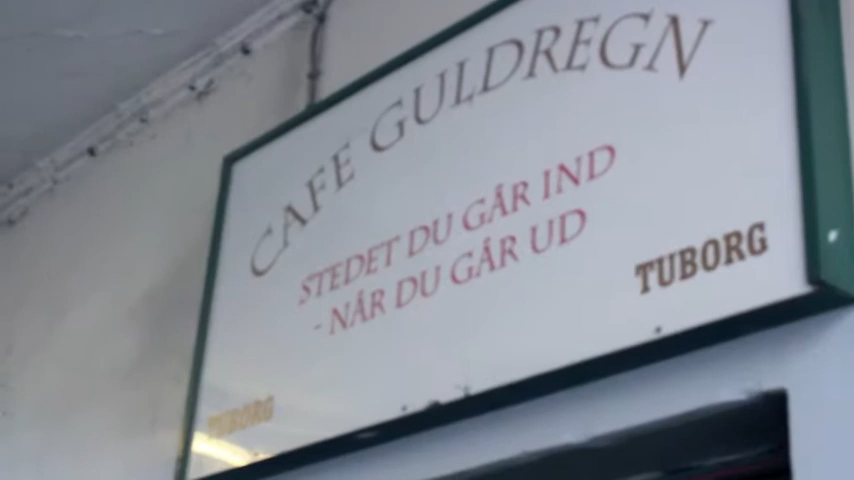 CAFE GULDREGN
STEDET DU GÅR IND
- NÅR DU GÅR UD
TUBORG
TUBORG